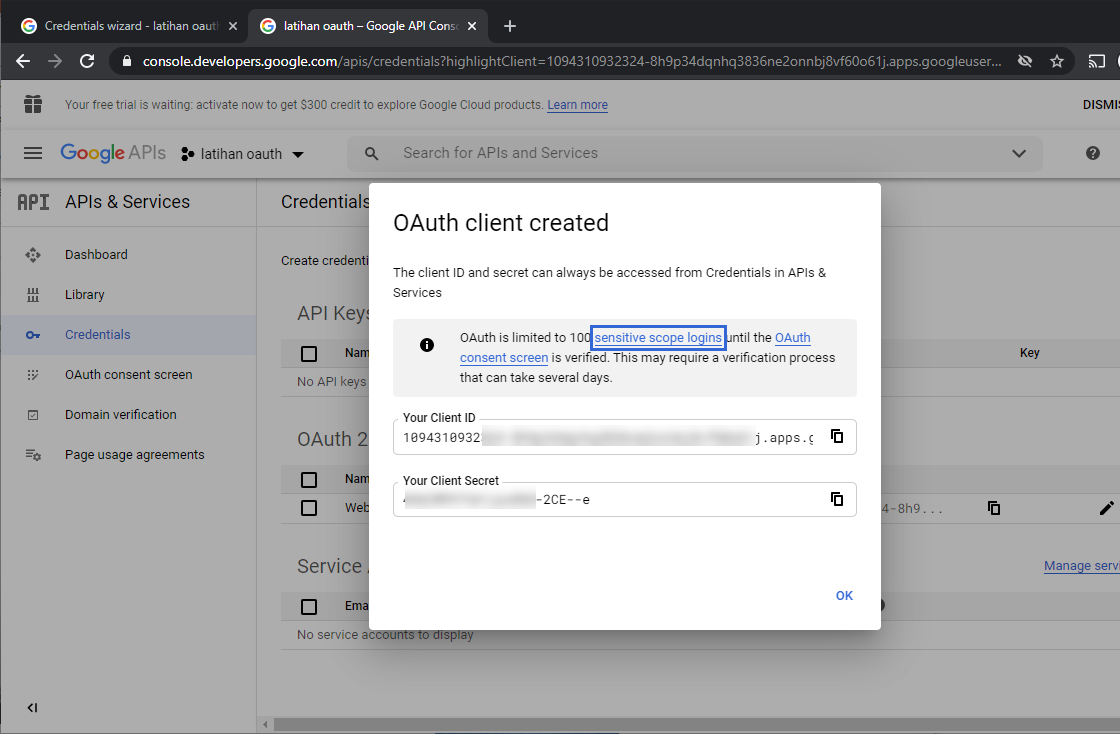 Credentials wizard - latihan oauth
latihan oauth – Google API Conso
console.developers.google.com/apis/credentials?highlightClient=1094310932324-8h9p34dqnhq3836ne2onnbj8vf60o61j.apps.googleuser...
Your free trial is waiting: activate now to get $300 credit to explore Google Cloud products. Learn more
DISMI
Google APIs
latihan oauth
Search for APIs and Services
API APIs & Services
Credentials
Dashboard
Library
Credentials
OAuth consent screen
Domain verification
Page usage agreements
Create credenti
API Keys
Nam
Key
No API keys
OAuth 2
Nam
Web
4-8h9...
Service A
Manage servi
Ema
No service accounts to display
OAuth client created
The client ID and secret can always be accessed from Credentials in APIs &
Services
OAuth is limited to 100 sensitive scope logins until the OAuth
consent screen is verified. This may require a verification process
that can take several days.
Your Client ID
1094310932
j.apps.g
Your Client Secret
-2CE--e
OK